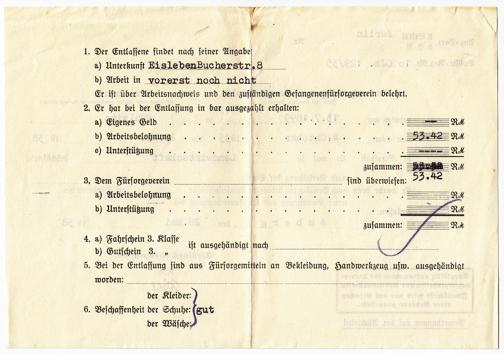 1. Der Entlassene findet nach seiner Angabe
a) Unterkunft EislebenBucherstr.8
b) Arbeit in vorerst noch nicht
Er ist über Arbeitsnachweis und den zuständigen Gefangenenfürsorgeverein belehrt.
2. Er hat bei der Entlassung in bar ausgezahlt erhalten:
a) Eigenes Geld . . . . . . . . . . . . -- RM
b) Arbeitsbelohnung . . . . . . . . . . 53.42 RM
c) Unterstützung . . . . . . . . . . . ---- RM
zusammen: RM
53.42
3. Dem Fürsorgeverein sind überwiesen:
a) Arbeitsbelohnung . . . . . . . . . . RM
b) Unterstützung . . . . . . . . . . . RM
zusammen: RM
4. a) Fahrschein 3. Klasse
b) Gutschein 3. „
ist ausgehändigt nach
5. Bei der Entlassung sind aus Fürsorgemitteln an Bekleidung, Handwerkzeug usw. ausgehändigt
worden:
der Kleider:
6. Beschaffenheit der Schuhe: gut
der Wäsche: